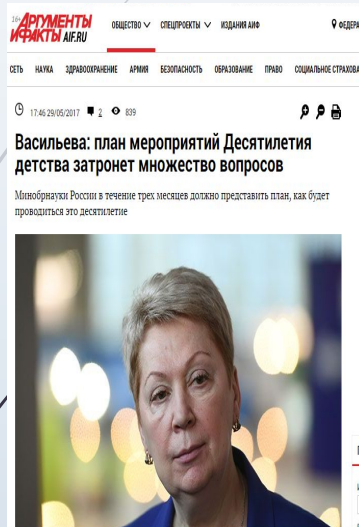 16+
АРГУМЕНТЫ
И ФАКТЫ AIF.RU
ОБЩЕСТВО СПЕЦПРОЕКТЫ ИЗДАНИЯ АИФ
СЕТЬ НАУКА ЗДРАВООХРАНЕНИЕ АРМИЯ БЕЗОПАСНОСТЬ ОБРАЗОВАНИЕ ПРАВО СОЦИАЛЬНОЕ
17:46 29/05/2017 2 839
Васильева: план мероприятий Десятилетия
детства затронет множество вопросов
Минобрнауки России в течение трех месяцев должно представить план, как будет
проводиться это десятилетие